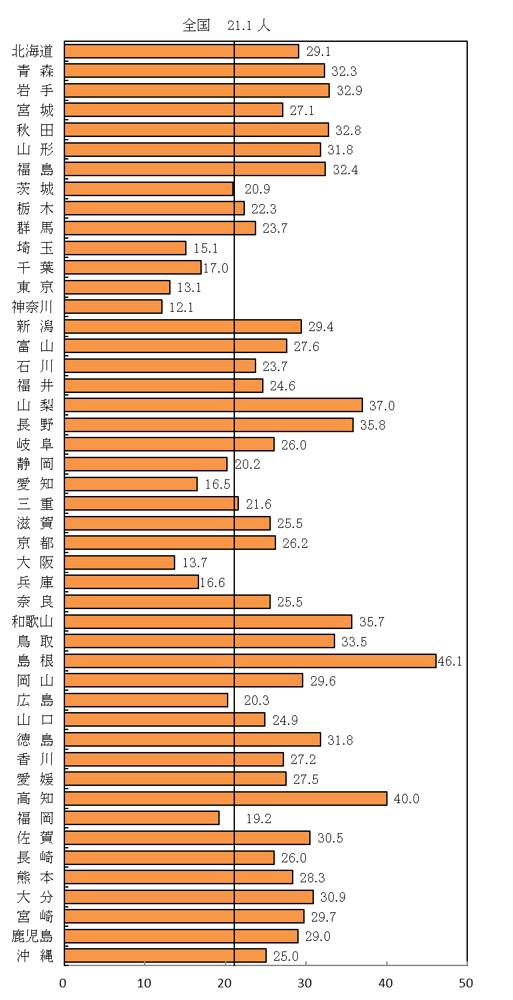 全国 21.1 人
北海道 29.1
青 森 32.3
岩 手 32.9
宮 城 27.1
秋 田 32.8
山 形 31.8
福 島 32.4
茨 城 20.9
栃 木 22.3
群 馬 23.7
埼 玉 15.1
千 葉 17.0
東 京 13.1
神奈川 12.1
新 潟 29.4
富 山 27.6
石 川 23.7
福 井 24.6
山 梨 37.0
長 野 35.8
岐 阜 26.0
静 岡 20.2
愛 知 16.5
三 重 21.6
滋 賀 25.5
京 都 26.2
大 阪 13.7
兵 庫 16.6
奈 良 25.5
和歌山 35.7
鳥 取 33.5
島 根 46.1
岡 山 29.6
広 島 20.3
山 口 24.9
徳 島 31.8
香 川 27.2
愛 媛 27.5
高 知 40.0
福 岡 19.2
佐 賀 30.5
長 崎 26.0
熊 本 28.3
大 分 30.9
宮 崎 29.7
鹿児島 29.0
沖 縄 25.0
0 10 20 30 40 50